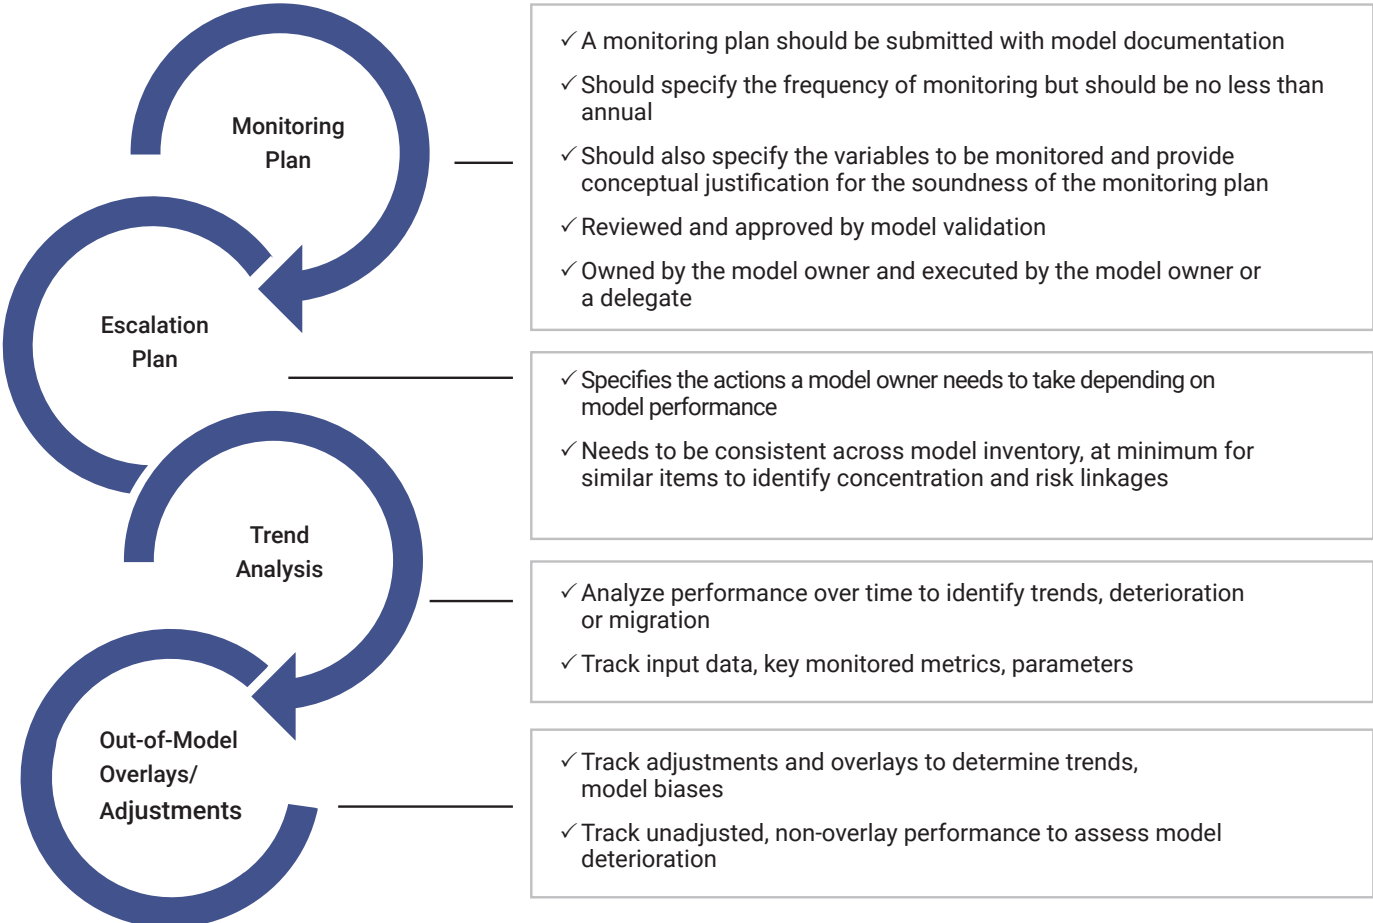 Monitoring
Plan
✓ A monitoring plan should be submitted with model documentation
✓ Should specify the frequency of monitoring but should be no less than
annual
✓ Should also specify the variables to be monitored and provide
conceptual justification for the soundness of the monitoring plan
✓ Reviewed and approved by model validation
✓ Owned by the model owner and executed by the model owner or
a delegate
Escalation
Plan
✓ Specifies the actions a model owner needs to take depending on
model performance
✓ Needs to be consistent across model inventory, at minimum for
similar items to identify concentration and risk linkages
Trend
Analysis
✓ Analyze performance over time to identify trends, deterioration
or migration
✓ Track input data, key monitored metrics, parameters
Out-of-Model
Overlays/
Adjustments
✓ Track adjustments and overlays to determine trends,
model biases
✓ Track unadjusted, non-overlay performance to assess model
deterioration